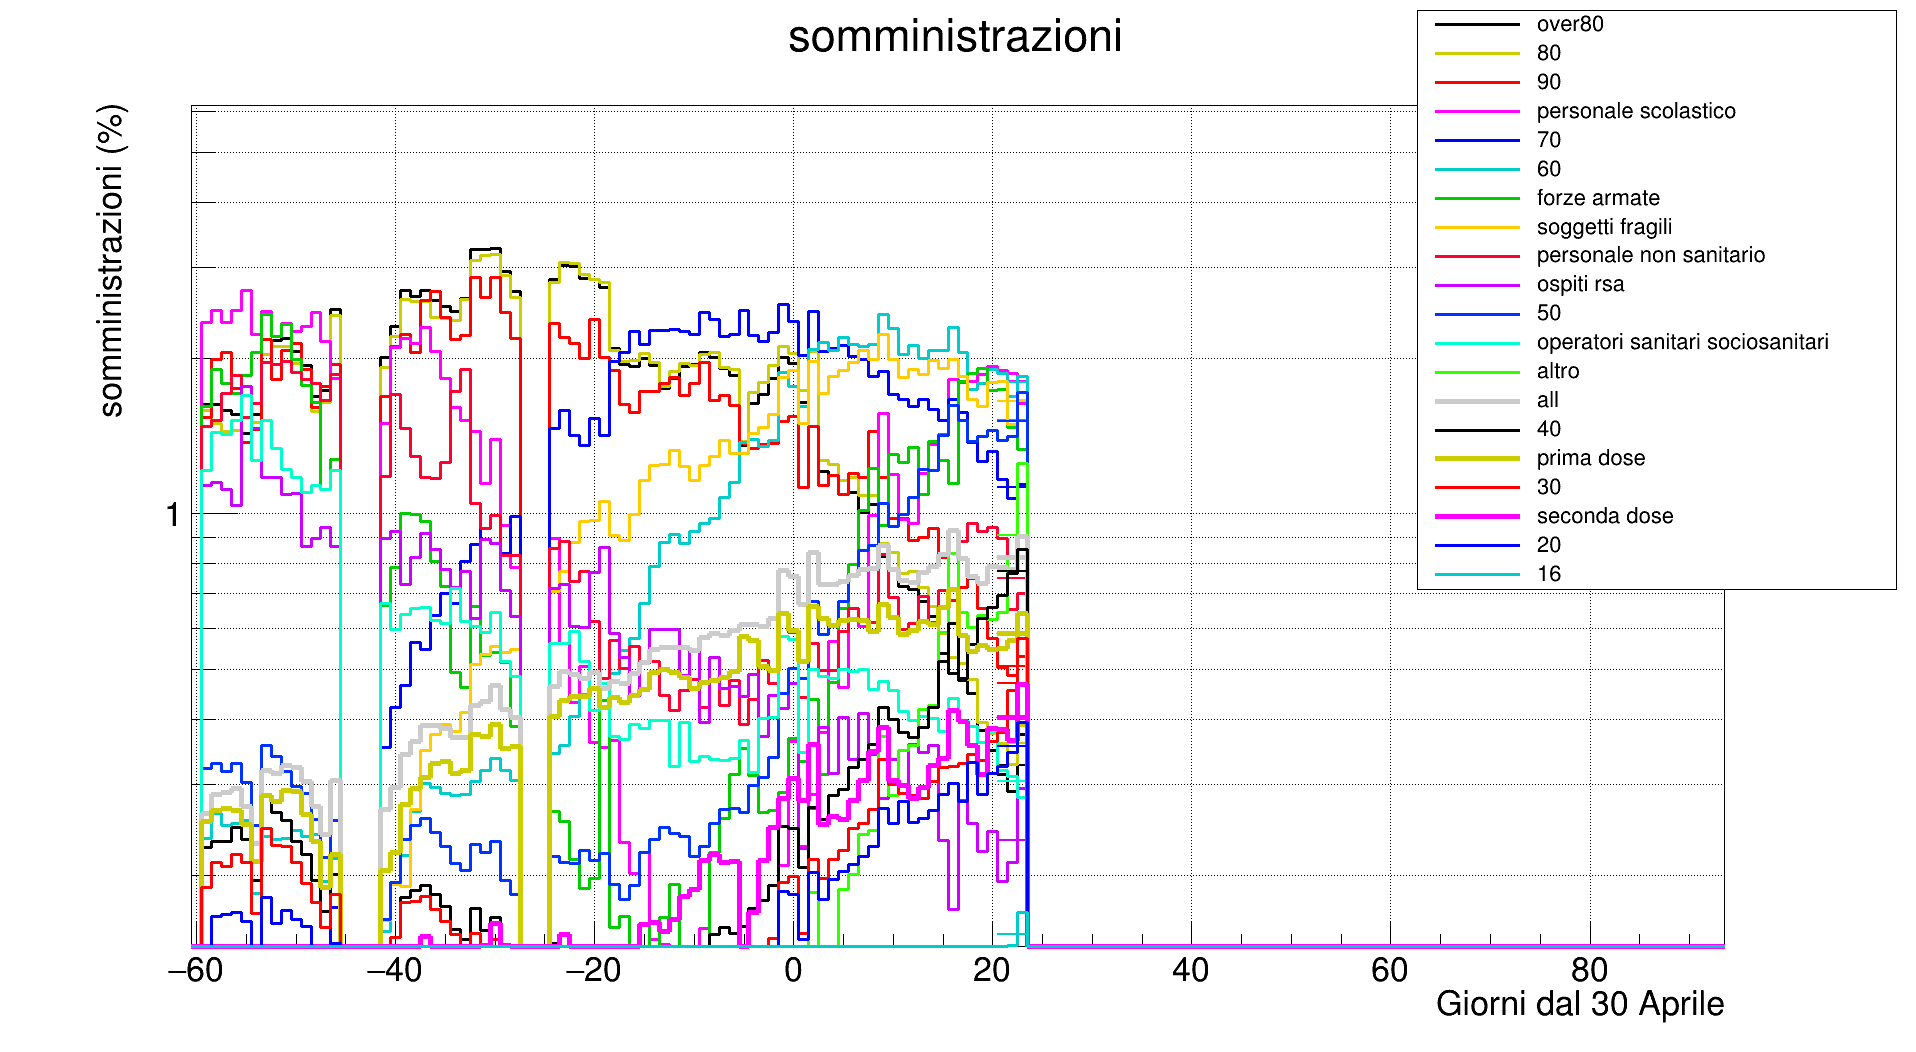 somministrazioni
over80
80
90
personale scolastico
70
60
forze armate
soggetti fragili
personale non sanitario
ospiti rsa
50
operatori sanitari sociosanitari
altro
all
40
prima dose
30
seconda dose
20
16
somministrazioni (%)
1
−60 −40 −20 0 20 40 60 80
Giorni dal 30 Aprile